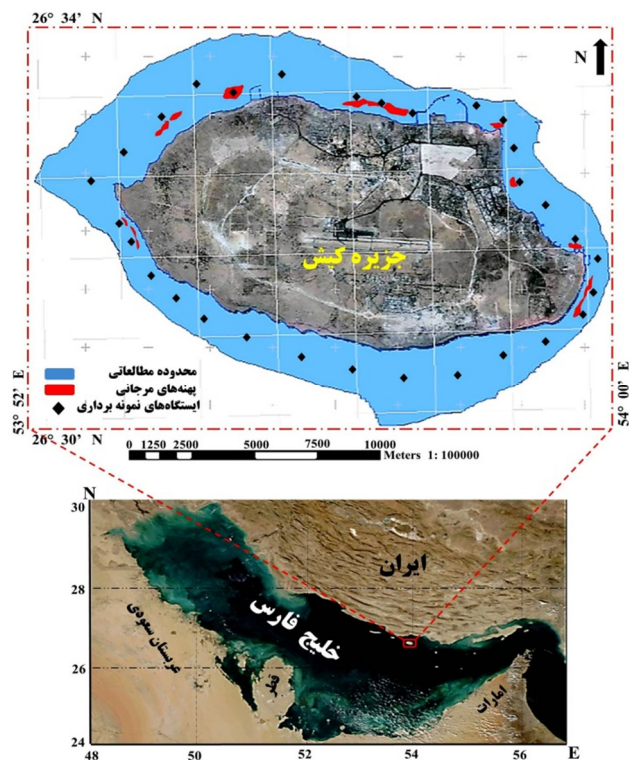 26° 34' N
N
جزیره کیش
محدوده مطالعاتی
پهنه‌های مرجانی
ایستگاه‌های نمونه برداری
53° 52' E
54° 00' E
26° 30' N
0 1250 2500 5000 7500 10000
Meters 1: 100000
N
30
ایران
28
خلیج فارس
عربستان سعودی
26
قطر
امارات
24
48 50 52 54 56
E